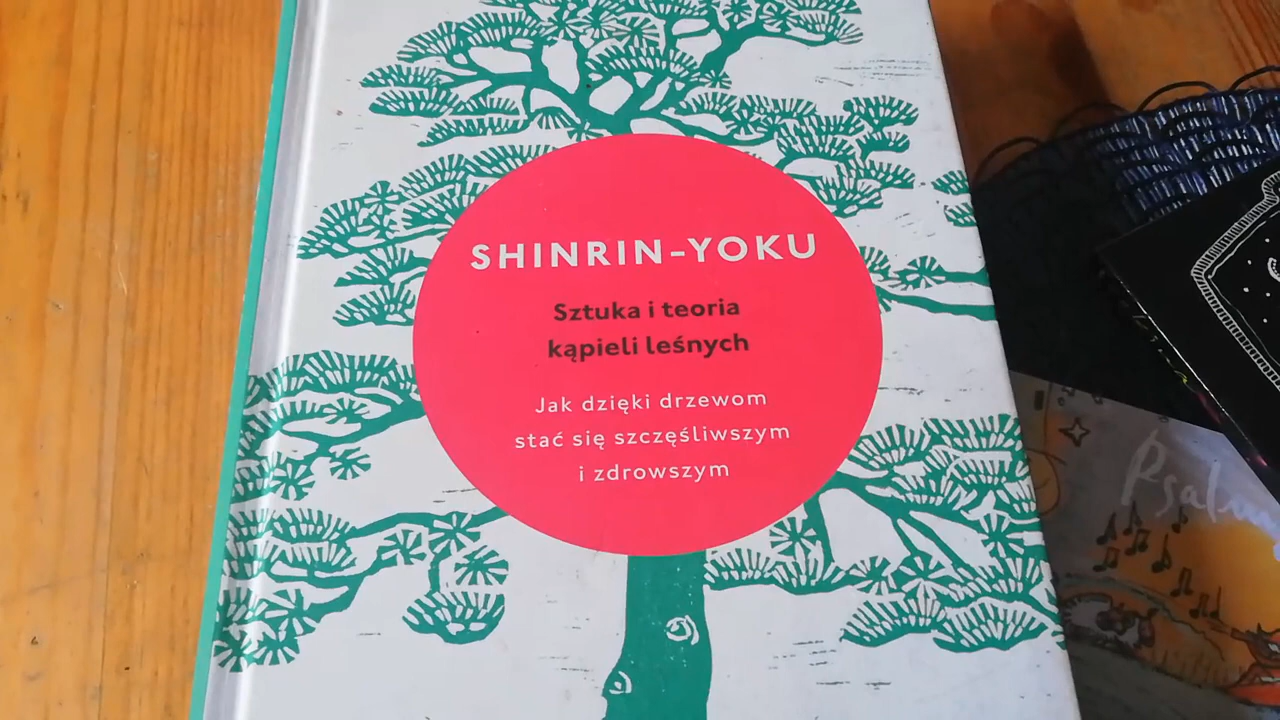 SHINRIN-YOKU
Sztuka i teoria
kąpieli leśnych
Jak dzięki drzewom
stać się szczęśliwszym
i zdrowszym